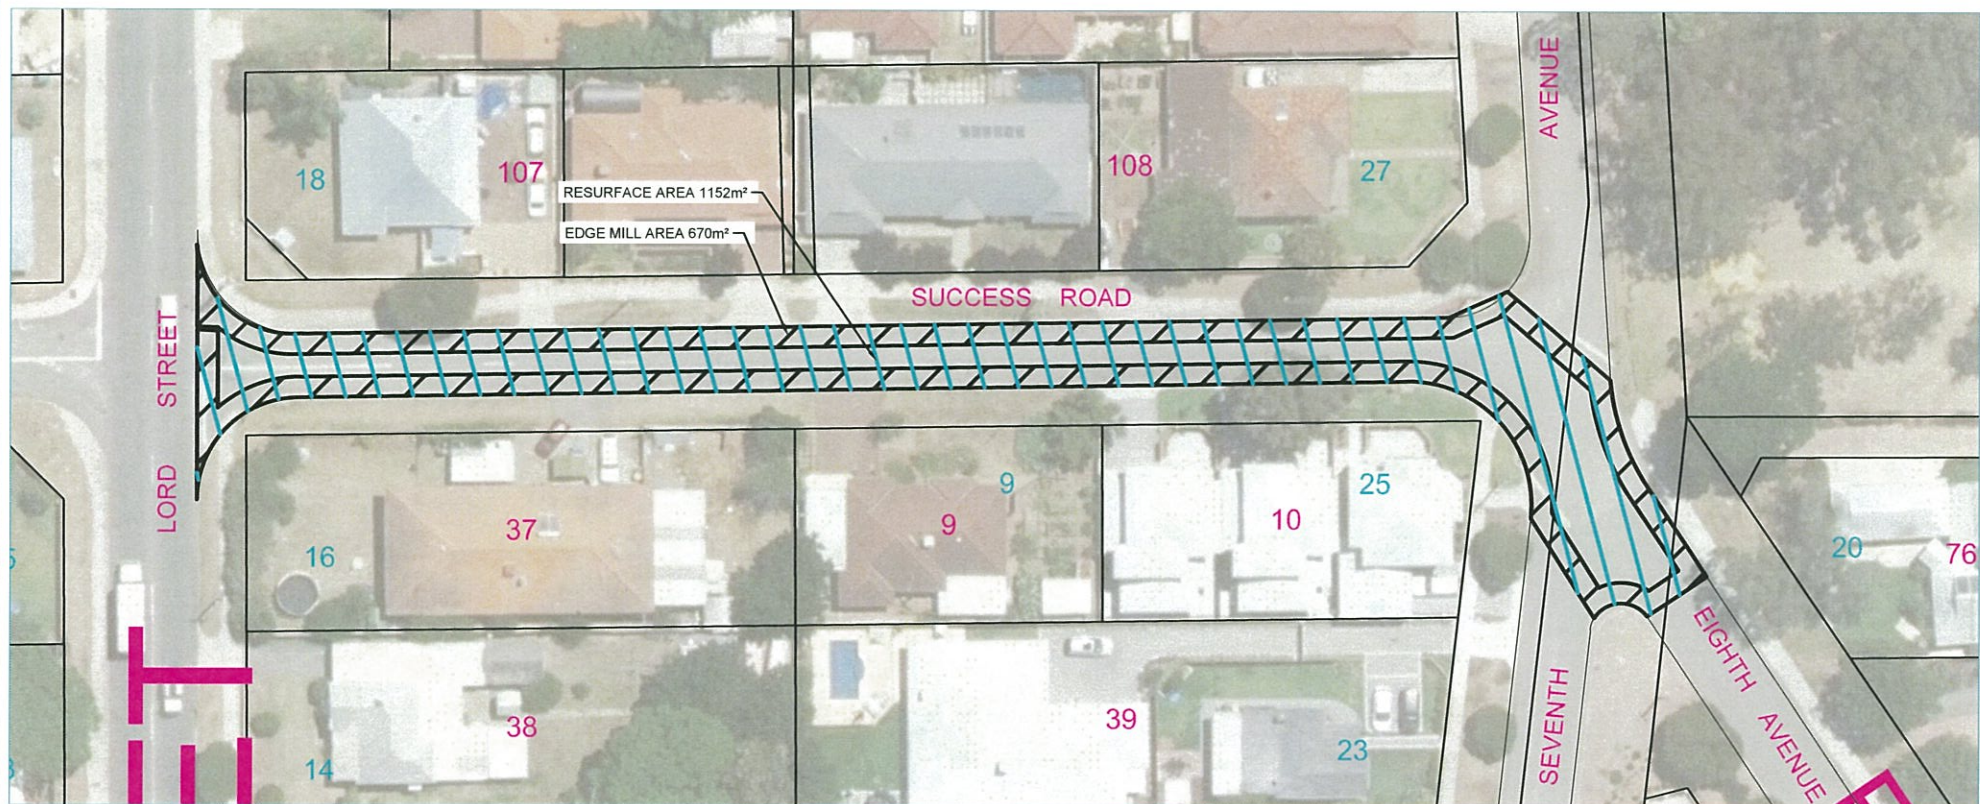 AVENUE
18
107
108
27
RESURFACE AREA 1152m²
EDGE MILL AREA 670m²
SUCCESS ROAD
LORD STREET
9
25
37
9
10
16
20
76
EIGHTH AVENUE
SEVENTH
38
39
14
23